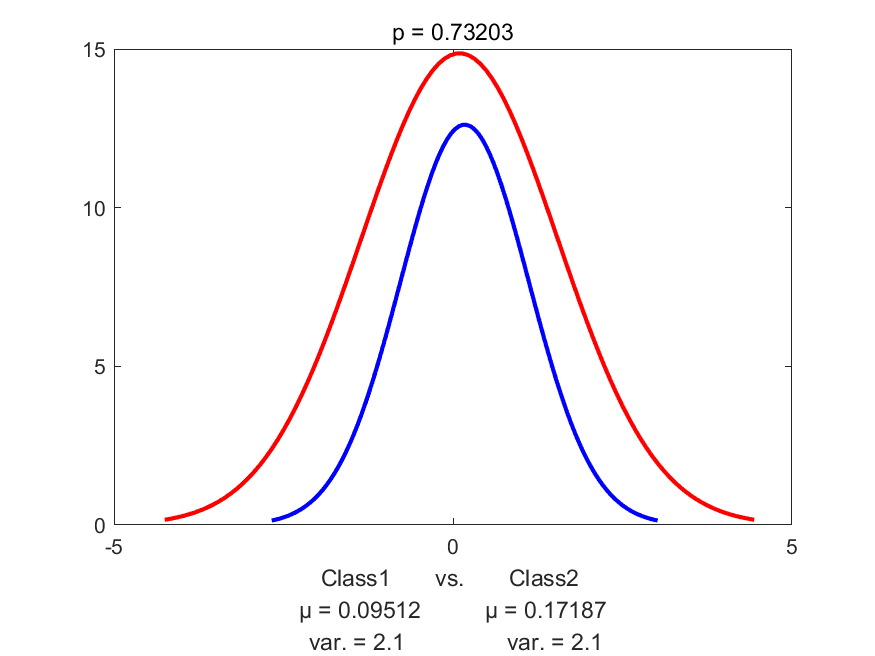 p = 0.73203
15
10
5
0
-5 0 5
Class1 vs. Class2
µ = 0.09512 µ = 0.17187
var. = 2.1 var. = 2.1